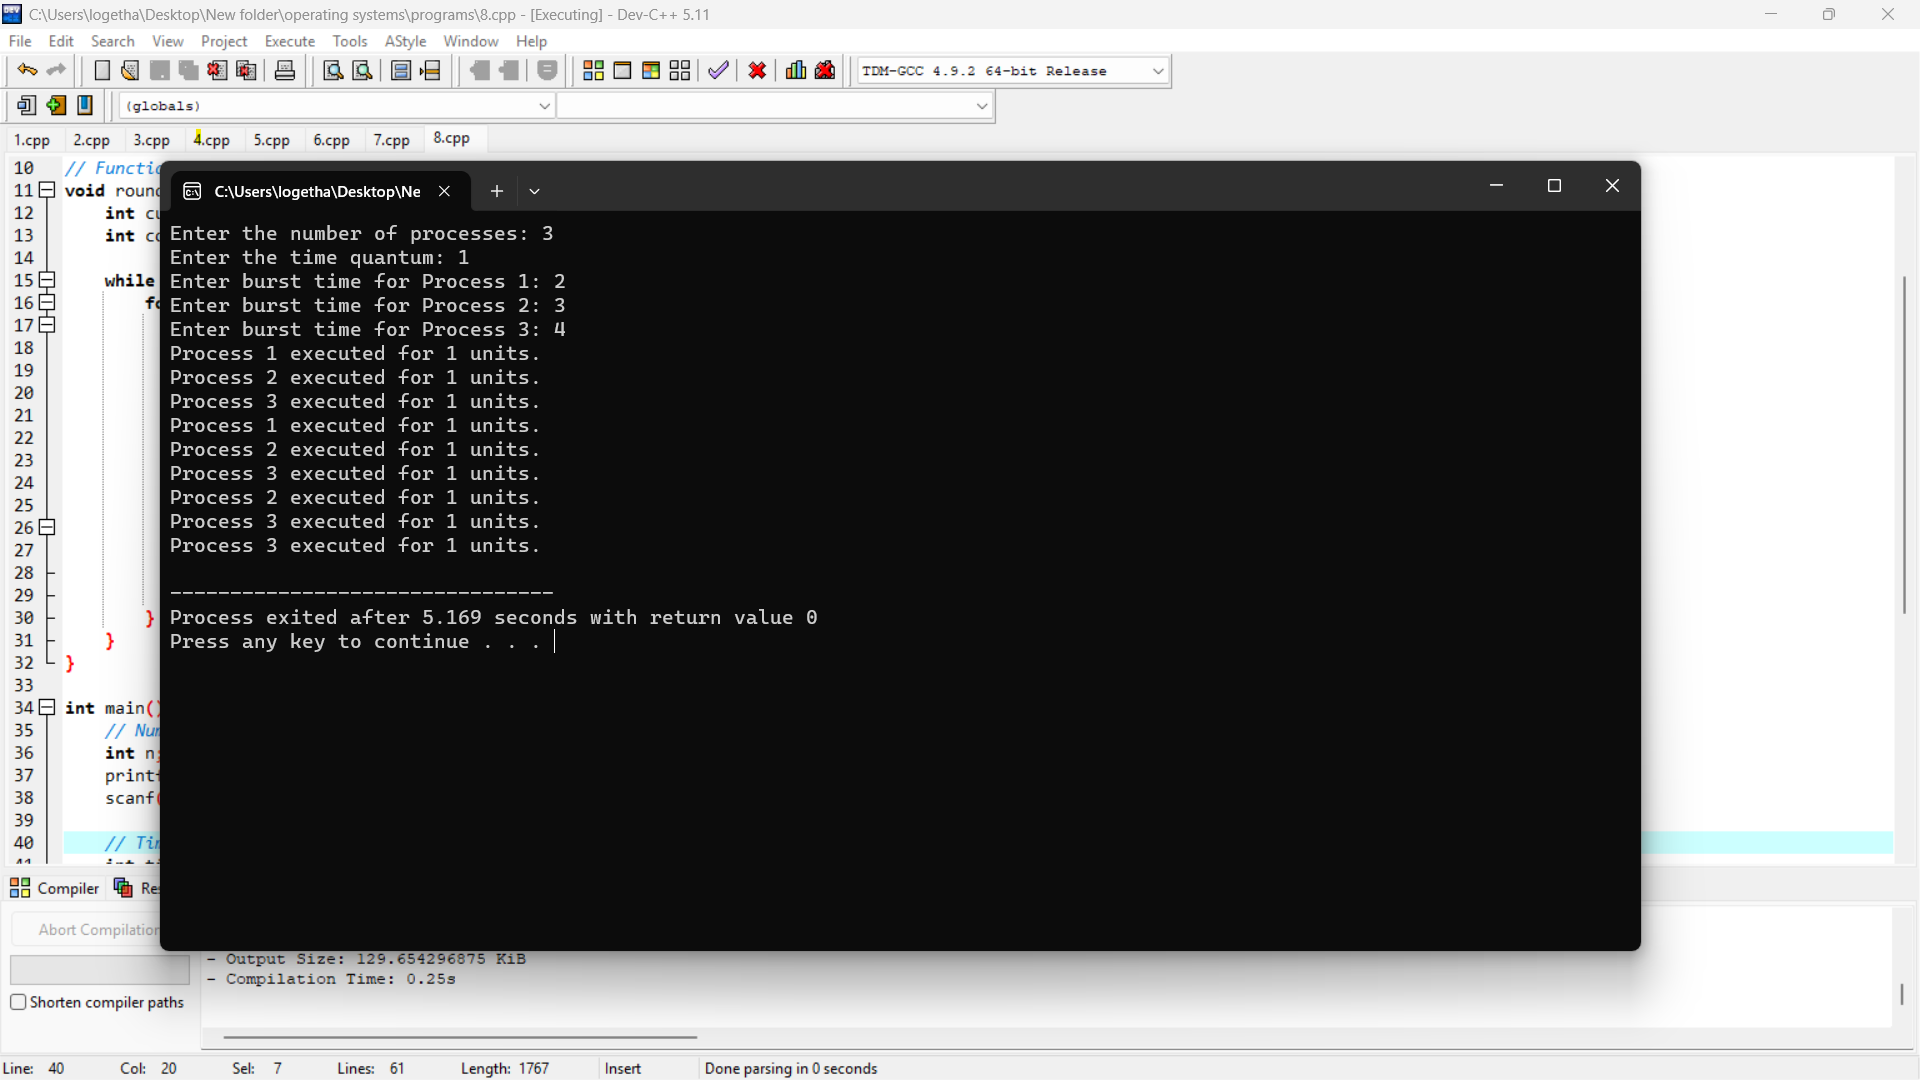 C:\Users\logetha\Desktop\New folder\operating systems\programs\8.cpp - [Executing] - Dev-C++ 5.11
File Edit Search View Project Execute Tools AStyle Window Help
TDM-GCC 4.9.2 64-bit Release
(globals)
1.cpp 2.cpp 3.cpp 4.cpp 5.cpp 6.cpp 7.cpp 8.cpp
10 //
11 void
12 int
13 int
14
15 while
16
17
18
19
20
21
22
23
24
25
26
27
28
29
30 }
31 }
32 }
33
34 int main()
35 //
36 int n;
37
38
39
40 //
C:\Users\logetha\Desktop\Ne
Enter the number of processes: 3
Enter the time quantum: 1
Enter burst time for Process 1: 2
Enter burst time for Process 2: 3
Enter burst time for Process 3: 4
Process 1 executed for 1 units.
Process 2 executed for 1 units.
Process 3 executed for 1 units.
Process 1 executed for 1 units.
Process 2 executed for 1 units.
Process 3 executed for 1 units.
Process 2 executed for 1 units.
Process 3 executed for 1 units.
Process 3 executed for 1 units.
--------------------------------
Process exited after 5.169 seconds with return value 0
Press any key to continue . . .
Compiler
Abort Compilation
- Output Size: 129.654296875 KiB
- Compilation Time: 0.25s
Shorten compiler paths
Line: 40 Col: 20 Sel: 7 Lines: 61 Length: 1767 Insert Done parsing in 0 seconds